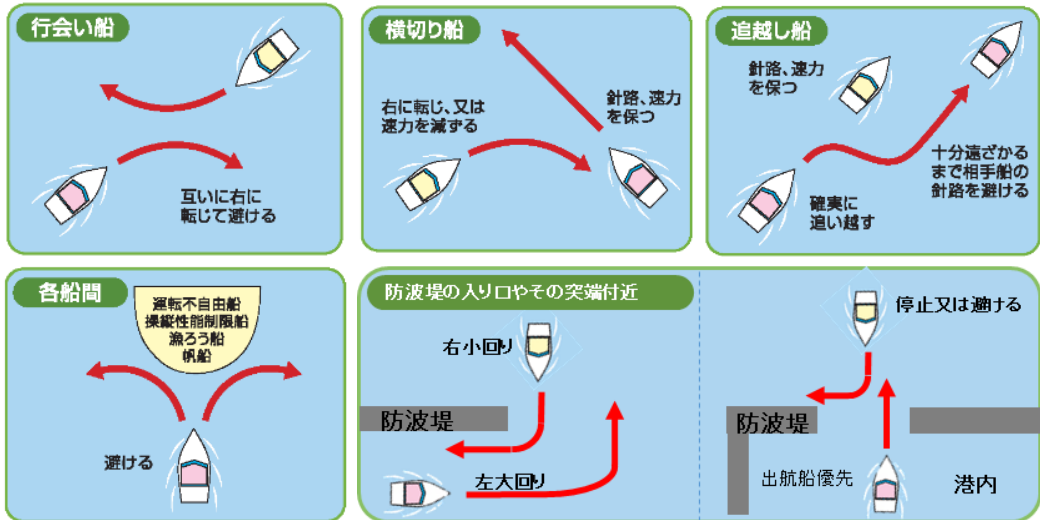 行会い船
互いに右に
転じて避ける
横切り船
右に転じ、又は
速力を減ずる
針路、速力
を保つ
追越し船
針路、速力
を保つ
確実に
追い越す
十分遠ざかる
まで相手船の
針路を避ける
各船間
運転不自由船
操縦性能制限船
漁ろう船
帆船
避ける
防波堤の入り口やその突端付近
右小回り
防波堤
左大回り
停止又は避ける
防波堤
出航船優先
港内